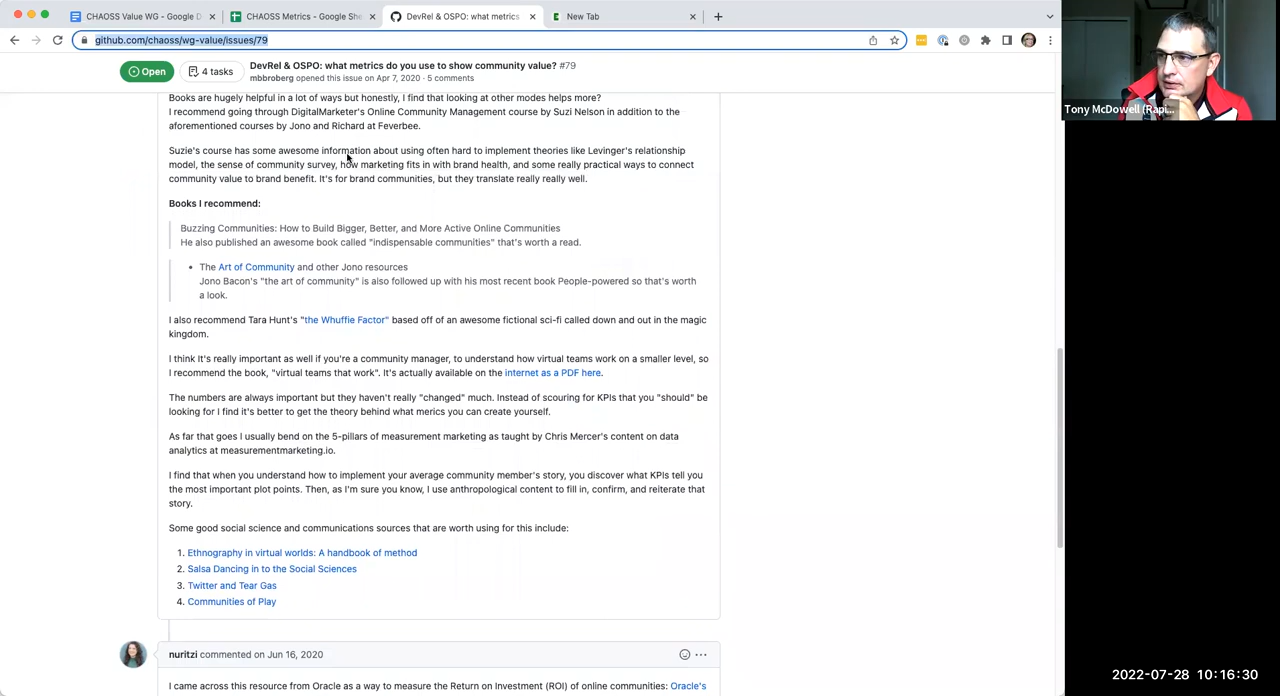 CHAOSS Value WG - Google D
CHAOSS Metrics - Google She
DevRel & OSPO: what metrics
New Tab
github.com/chaoss/wg-value/issues/79
Open
4 tasks
DevRel & OSPO: what metrics do you use to show community value? #79
mbbroberg opened this issue on Apr 7, 2020 · 5 comments
Books are hugely helpful in a lot of ways but honestly, I find that looking at other modes helps more?
I recommend going through DigitalMarketer's Online Community Management course by Suzi Nelson in addition to the
aforementioned courses by Jono and Richard at Feverbee.
Suzie's course has some awesome information about using often hard to implement theories like Levinger's relationship
model, the sense of community survey, how marketing fits in with brand health, and some really practical ways to connect
community value to brand benefit. It's for brand communities, but they translate really really well.
Books I recommend:
Buzzing Communities: How to Build Bigger, Better, and More Active Online Communities
He also published an awesome book called "indispensable communities" that's worth a read.
• The Art of Community and other Jono resources
Jono Bacon's "the art of community" is also followed up with his most recent book People-powered so that's worth
a look.
I also recommend Tara Hunt's "the Whuffie Factor" based off of an awesome fictional sci-fi called down and out in the magic
kingdom.
I think It's really important as well if you're a community manager, to understand how virtual teams work on a smaller level, so
I recommend the book, "virtual teams that work". It's actually available on the internet as a PDF here.
The numbers are always important but they haven't really "changed" much. Instead of scouring for KPIs that you "should" be
looking for I find it's better to get the theory behind what merics you can create yourself.
As far that goes I usually bend on the 5-pillars of measurement marketing as taught by Chris Mercer's content on data
analytics at measurementmarketing.io.
I find that when you understand how to implement your average community member's story, you discover what KPIs tell you
the most important plot points. Then, as I'm sure you know, I use anthropological content to fill in, confirm, and reiterate that
story.
Some good social science and communications sources that are worth using for this include:
1. Ethnography in virtual worlds: A handbook of method
2. Salsa Dancing in to the Social Sciences
3. Twitter and Tear Gas
4. Communities of Play
nuritzi commented on Jun 16, 2020
I came across this resource from Oracle as a way to measure the Return on Investment (ROI) of online communities: Oracle's
Tony McDowell (Rapi...
2022-07-28 10:16:30